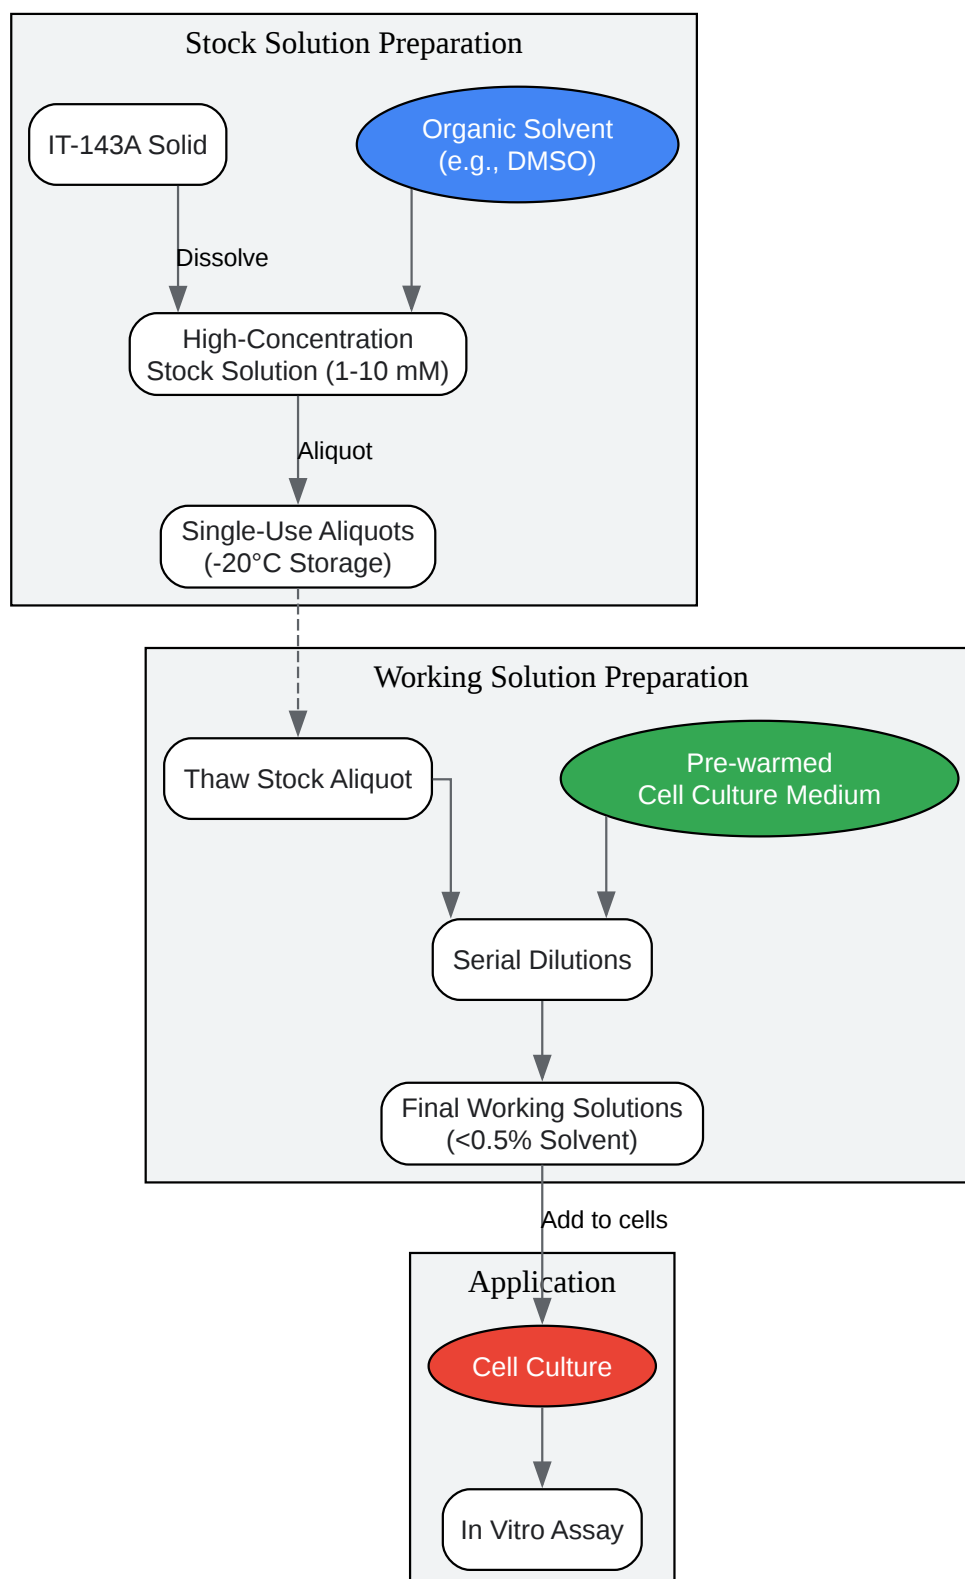 Stock Solution Preparation
IT-143A Solid
Organic Solvent
(e.g., DMSO)
Dissolve
High-Concentration
Stock Solution (1-10 mM)
Aliquot
Single-Use Aliquots
(-20°C Storage)
Working Solution Preparation
Thaw Stock Aliquot
Pre-warmed
Cell Culture Medium
Serial Dilutions
Final Working Solutions
(<0.5% Solvent)
Add to cells
Application
Cell Culture
In Vitro Assay